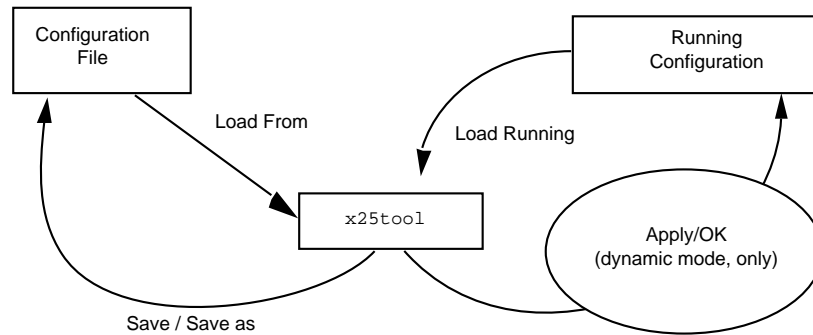 Configuration
File
Running
Configuration
Load From
Load Running
x25tool
Apply/OK
(dynamic mode, only)
Save / Save as